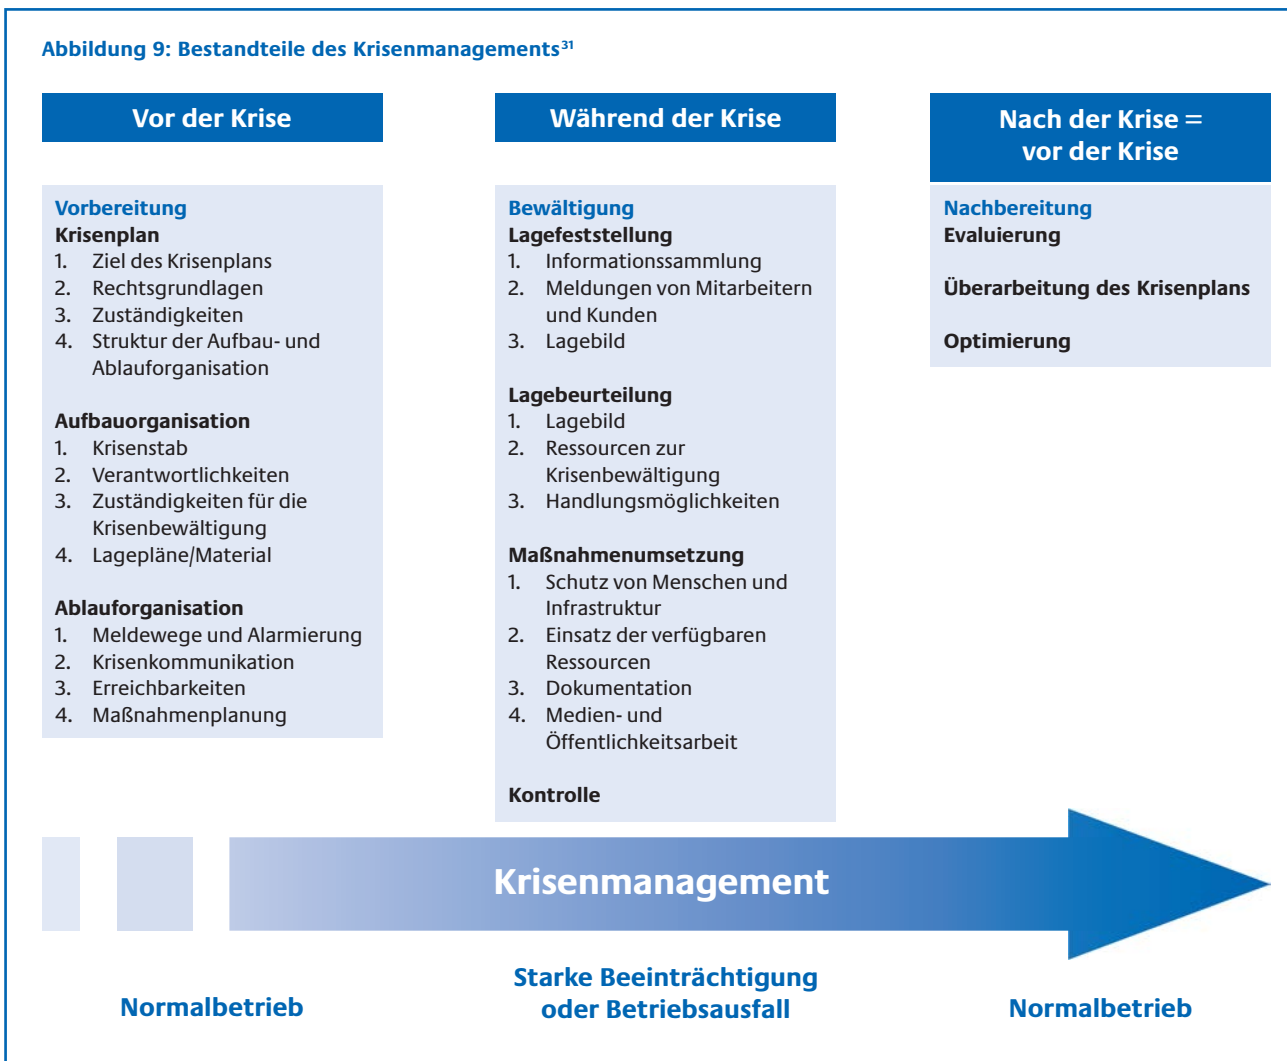 Abbildung 9: Bestandteile des Krisenmanagements³¹
Vor der Krise
Vorbereitung
Krisenplan
1. Ziel des Krisenplans
2. Rechtsgrundlagen
3. Zuständigkeiten
4. Struktur der Aufbau- und
Ablauforganisation
Aufbauorganisation
1. Krisenstab
2. Verantwortlichkeiten
3. Zuständigkeiten für die
Krisenbewältigung
4. Lagepläne/Material
Ablauforganisation
1. Meldewege und Alarmierung
2. Krisenkommunikation
3. Erreichbarkeiten
4. Maßnahmenplanung
Während der Krise
Bewältigung
Lagefeststellung
1. Informationssammlung
2. Meldungen von Mitarbeitern
und Kunden
3. Lagebild
Lagebeurteilung
1. Lagebild
2. Ressourcen zur
Krisenbewältigung
3. Handlungsmöglichkeiten
Maßnahmenumsetzung
1. Schutz von Menschen und
Infrastruktur
2. Einsatz der verfügbaren
Ressourcen
3. Dokumentation
4. Medien- und
Öffentlichkeitsarbeit
Kontrolle
Nach der Krise =
vor der Krise
Nachbereitung
Evaluierung
Überarbeitung des Krisenplans
Optimierung
Krisenmanagement
Normalbetrieb
Starke Beeinträchtigung
oder Betriebsausfall
Normalbetrieb